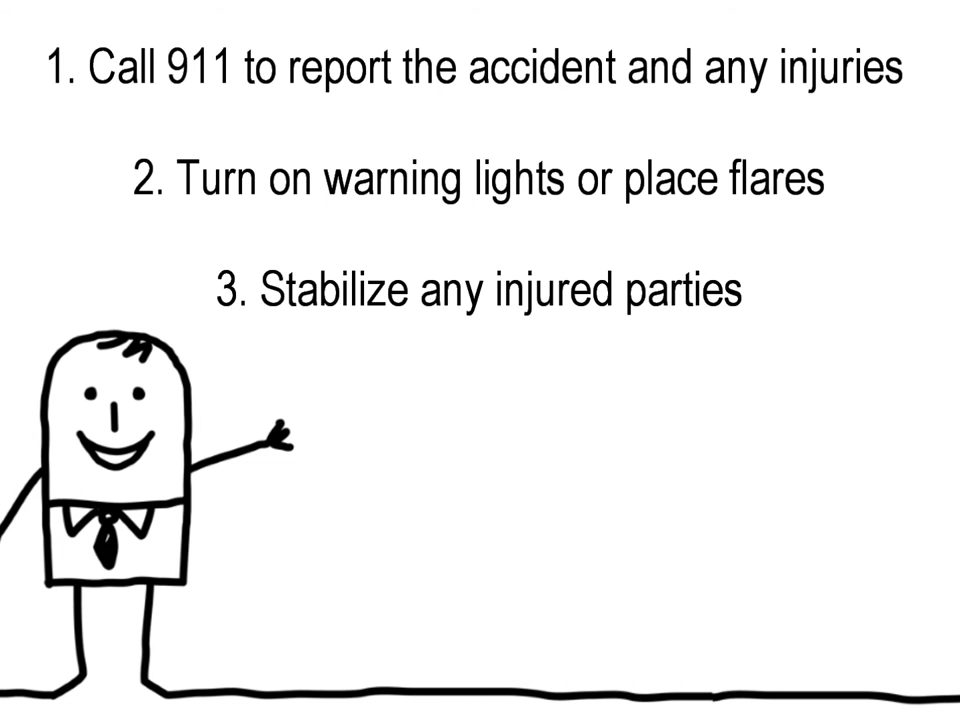 1. Call 911 to report the accident and any injuries
2. Turn on warning lights or place flares
3. Stabilize any injured parties